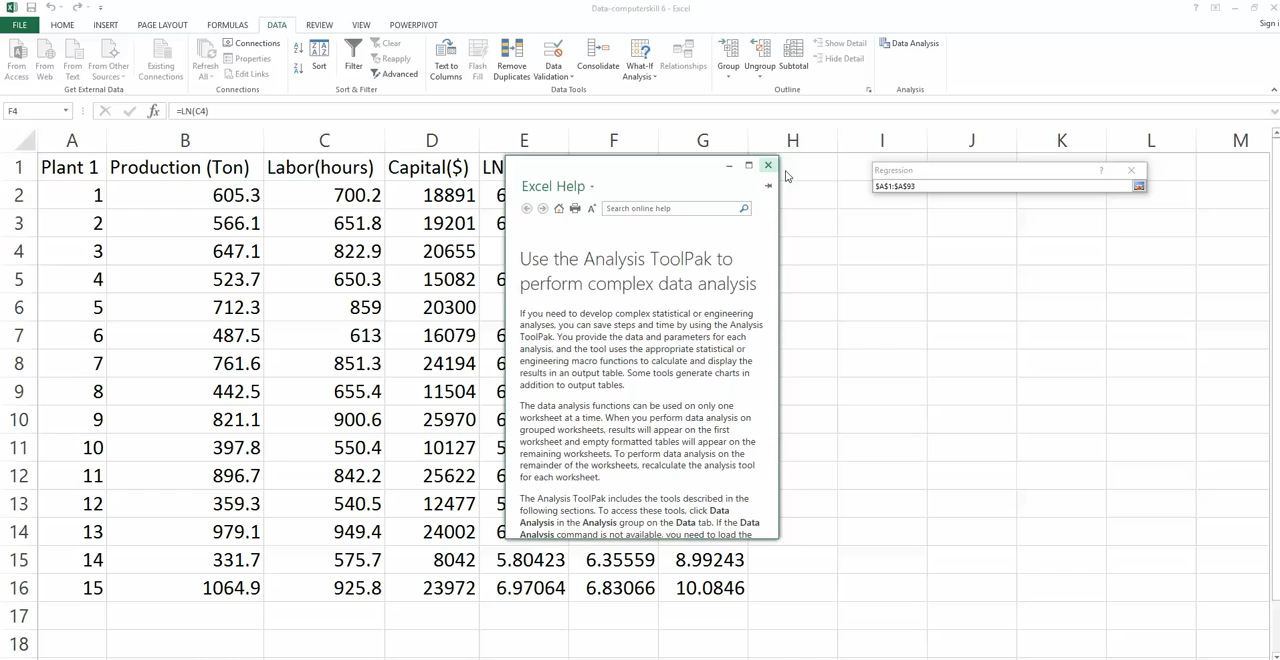 Data-computerskill 6 - Excel
Sign i
FILE HOME INSERT PAGE LAYOUT FORMULAS DATA REVIEW VIEW POWERPIVOT
From Access
From Web
From Text
From Other Sources
Existing Connections
Get External Data
Refresh All
Connections
Properties
Edit Links
Connections
Sort
Filter
Clear
Reapply
Advanced
Sort & Filter
Text to Columns
Flash Fill
Remove Duplicates
Data Validation
Consolidate
What-If Analysis
Relationships
Data Tools
Group
Ungroup
Subtotal
Show Detail
Hide Detail
Outline
Data Analysis
Analysis
F4 fx =LN(C4)
A B C D E F G H I J K L M
1 Plant 1 Production (Ton) Labor(hours) Capital($) LN
2 1 605.3 700.2 18891 6
3 2 566.1 651.8 19201 6
4 3 647.1 822.9 20655
5 4 523.7 650.3 15082 6
6 5 712.3 859 20300
7 6 487.5 613 16079 6
8 7 761.6 851.3 24194 6
9 8 442.5 655.4 11504 6
10 9 821.1 900.6 25970 6
11 10 397.8 550.4 10127 5
12 11 896.7 842.2 25622 6
13 12 359.3 540.5 12477 5
14 13 979.1 949.4 24002 6
15 14 331.7 575.7 8042 5.80423 6.35559 8.99243
16 15 1064.9 925.8 23972 6.97064 6.83066 10.0846
17
18
Excel Help
Search online help
Use the Analysis ToolPak to
perform complex data analysis
If you need to develop complex statistical or engineering
analyses, you can save steps and time by using the Analysis
ToolPak. You provide the data and parameters for each
analysis, and the tool uses the appropriate statistical or
engineering macro functions to calculate and display the
results in an output table. Some tools generate charts in
addition to output tables.
The data analysis functions can be used on only one
worksheet at a time. When you perform data analysis on
grouped worksheets, results will appear on the first
worksheet and empty formatted tables will appear on the
remaining worksheets. To perform data analysis on the
remainder of the worksheets, recalculate the analysis tool
for each worksheet.
The Analysis ToolPak includes the tools described in the
following sections. To access these tools, click Data
Analysis in the Analysis group on the Data tab. If the Data
Analysis command is not available, you need to load the
Regression ?
$A$1:$A$93